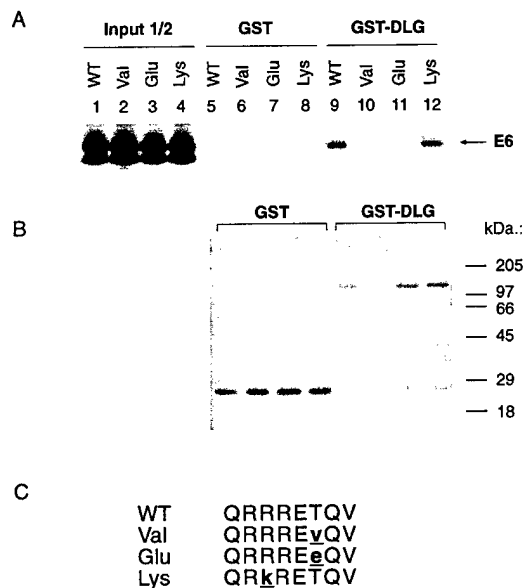 A
Input 1/2 GST GST-DLG
WT Val Glu Lys WT Val Glu Lys WT Val Glu Lys
1 2 3 4 5 6 7 8 9 10 11 12
E6
B
GST GST-DLG
kDa.:
205
97
66
45
29
18
C
WT QRRRETQV
Val QRRREvQV
Glu QRRREeQV
Lys QRkRETQV